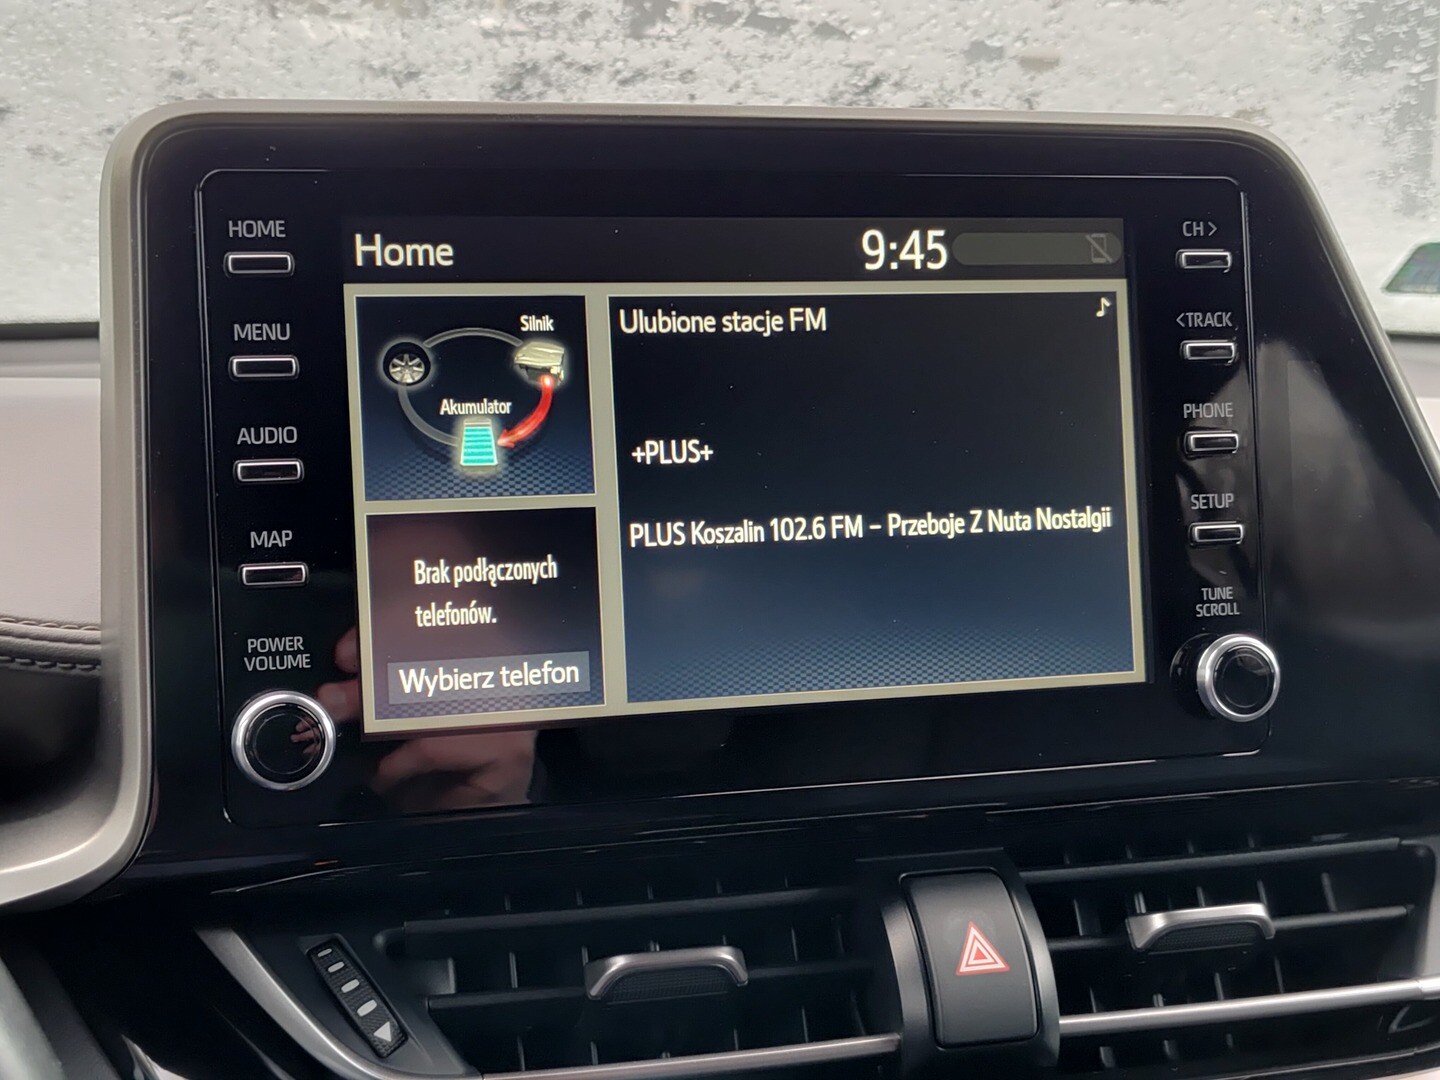 HOME
MENU
AUDIO
MAP
POWER
VOLUME
Home
9:45
Silnik
Akumulator
Brak podłączonych
telefonów.
Wybierz telefon
Ulubione stacje FM
+PLUS+
PLUS Koszalin 102.6 FM – Przeboje Z Nuta Nostalgii
CH>
<TRACK
PHONE
SETUP
TUNE
SCROLL